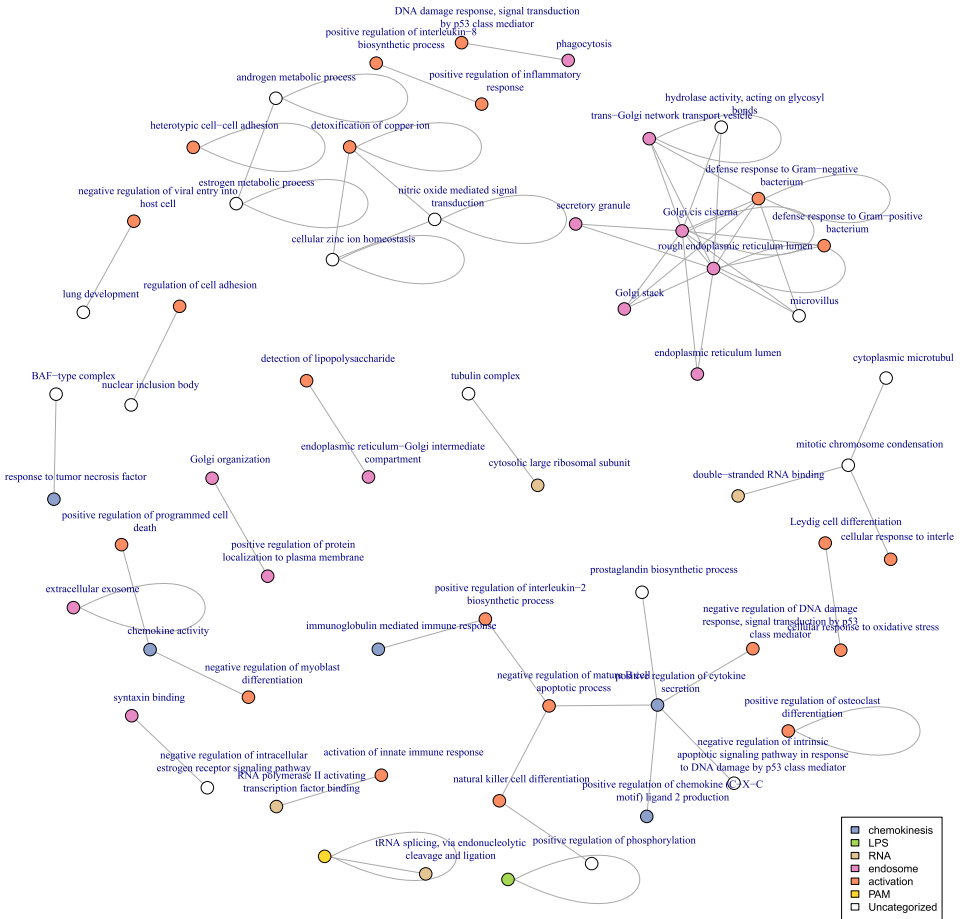 DNA damage response, signal transduction
by p53 class mediator
positive regulation of interleukin−8
biosynthetic process
phagocytosis
positive regulation of inflammatory
response
androgen metabolic process
heterotypic cell−cell adhesion
detoxification of copper ion
hydrolase activity, acting on glycosyl
bonds
trans−Golgi network transport vesicle
estrogen metabolic process
nitric oxide mediated signal
transduction
defense response to Gram−negative
bacterium
negative regulation of viral entry into
host cell
secretory granule
Golgi cis cisterna
defense response to Gram−positive
bacterium
cellular zinc ion homeostasis
rough endoplasmic reticulum lumen
lung development
regulation of cell adhesion
Golgi stack
microvillus
detection of lipopolysaccharide
endoplasmic reticulum lumen
cytoplasmic microtubul
BAF−type complex
nuclear inclusion body
tubulin complex
endoplasmic reticulum−Golgi intermediate
compartment
mitotic chromosome condensation
Golgi organization
cytosolic large ribosomal subunit
response to tumor necrosis factor
double−stranded RNA binding
positive regulation of programmed cell
death
Leydig cell differentiation
cellular response to interle
positive regulation of protein
localization to plasma membrane
prostaglandin biosynthetic process
extracellular exosome
positive regulation of interleukin−2
biosynthetic process
negative regulation of DNA damage
response, signal transduction by p53
class mediator
cellular response to oxidative stress
chemokine activity
immunoglobulin mediated immune response
negative regulation of myoblast
differentiation
negative regulation of mature B cell
apoptotic process
positive regulation of cytokine
secretion
syntaxin binding
positive regulation of osteoclast
differentiation
negative regulation of intracellular
estrogen receptor signaling pathway
activation of innate immune response
negative regulation of intrinsic
apoptotic signaling pathway in response
to DNA damage by p53 class mediator
RNA polymerase II activating
transcription factor binding
natural killer cell differentiation
positive regulation of chemokine (C−X−C
motif) ligand 2 production
tRNA splicing, via endonucleolytic
cleavage and ligation
positive regulation of phosphorylation
chemokinesis
LPS
RNA
endosome
activation
PAM
Uncategorized